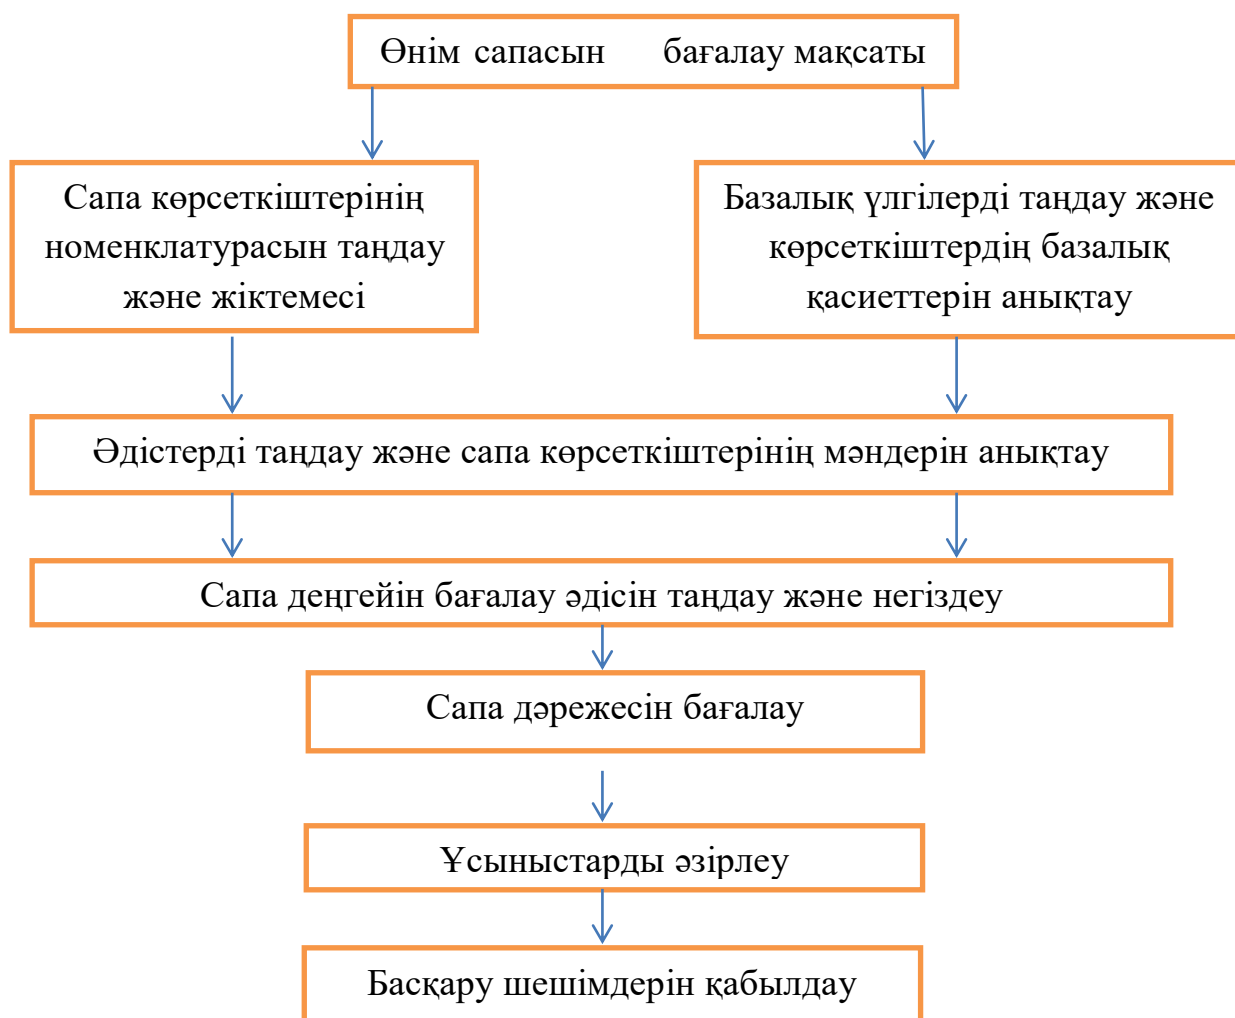 Өнім сапасын бағалау мақсаты
Сапа көрсеткіштерінің
номенклатурасын таңдау
және жіктемесі
Базалық үлгілерді таңдау және
көрсеткіштердің базалық
қасиеттерін анықтау
Әдістерді таңдау және сапа көрсеткіштерінің мәндерін анықтау
Сапа деңгейін бағалау әдісін таңдау және негіздеу
Сапа дәрежесін бағалау
Ұсыныстарды әзірлеу
Басқару шешімдерін қабылдау